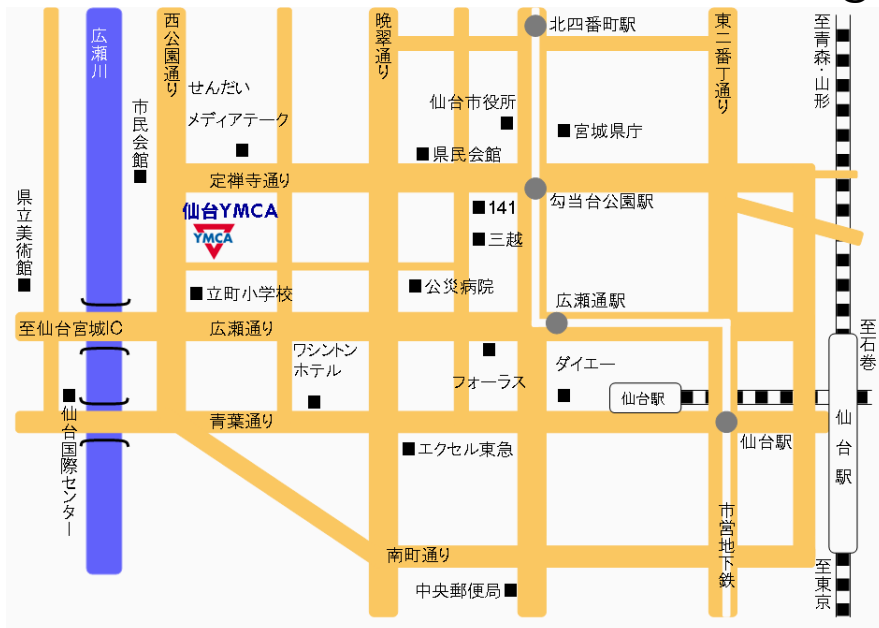 広瀬川
西公園通り
晩翠通り
北四番町駅
東二番丁通り
至青森・山形
せんだい
メディアテーク
市民会館
仙台市役所
宮城県庁
県民会館
定禅寺通り
県立美術館
仙台YMCA
YMCA
141
勾当台公園駅
三越
立町小学校
公災病院
広瀬通駅
至仙台宮城IC
広瀬通り
至石巻
ワシントン
ホテル
フォーラス
ダイエー
仙台駅
仙台国際センター
青葉通り
仙台駅
仙台駅
エクセル東急
市営地下鉄
南町通り
中央郵便局
至東京